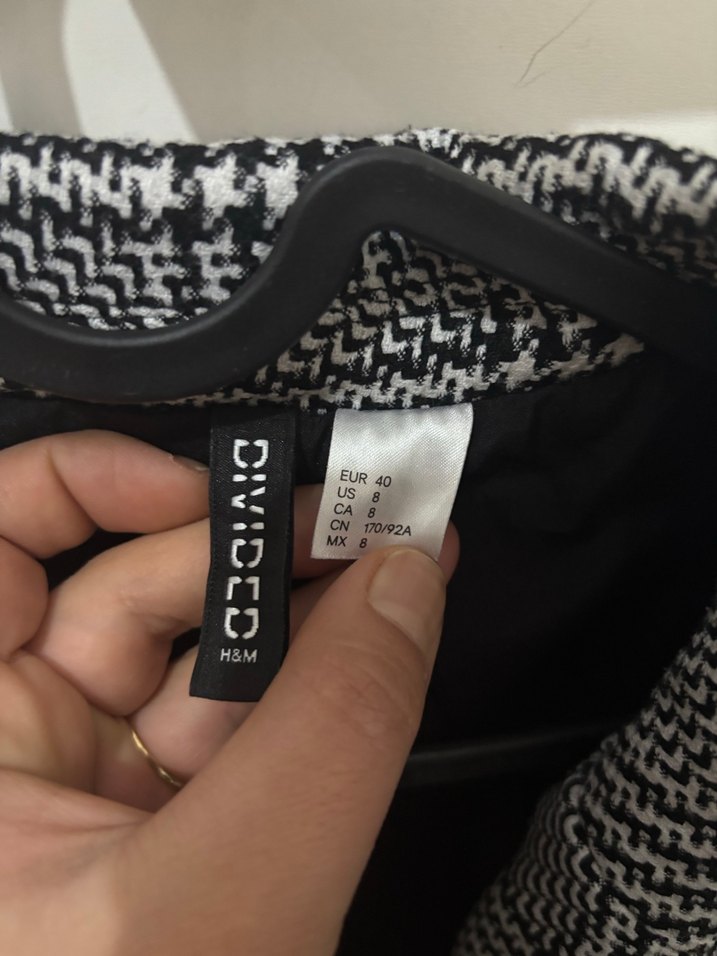 DIVIDED
H&M
EUR 40
US 8
CA 8
CN 170/92A
MX 8